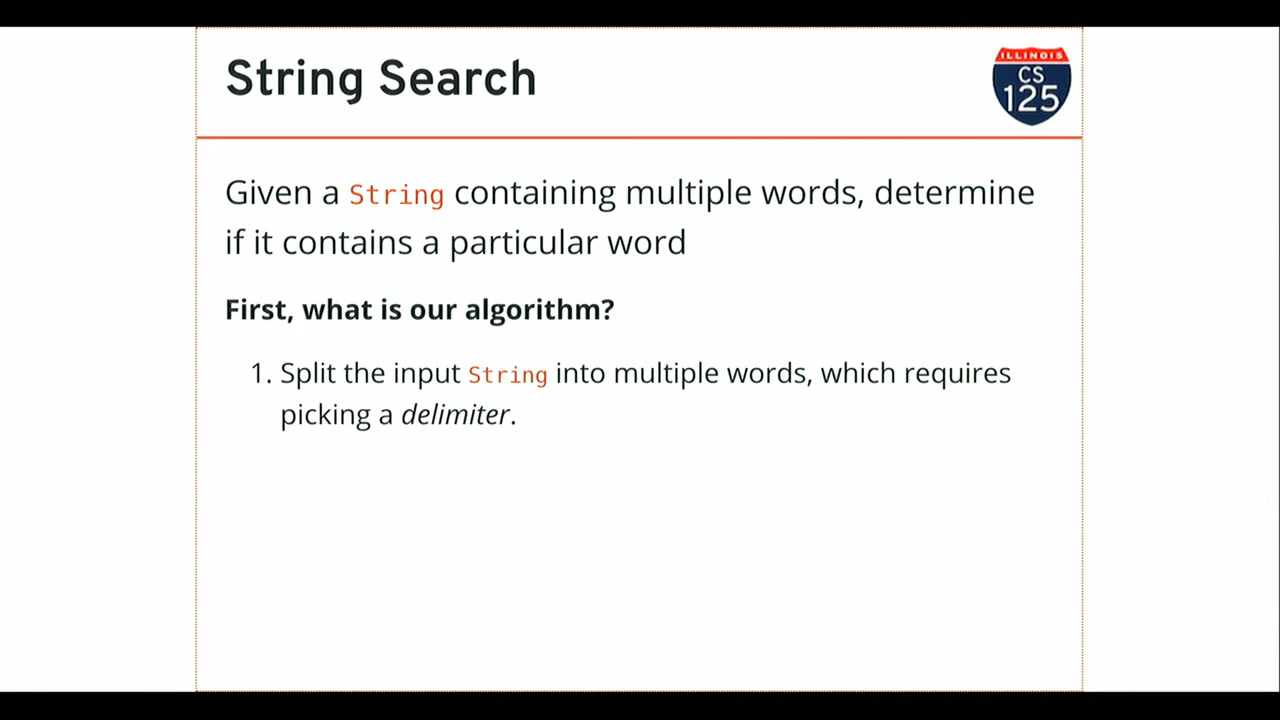 String Search
ILLINOIS
CS
125
Given a String containing multiple words, determine
if it contains a particular word
First, what is our algorithm?
1. Split the input String into multiple words, which requires
picking a delimiter.